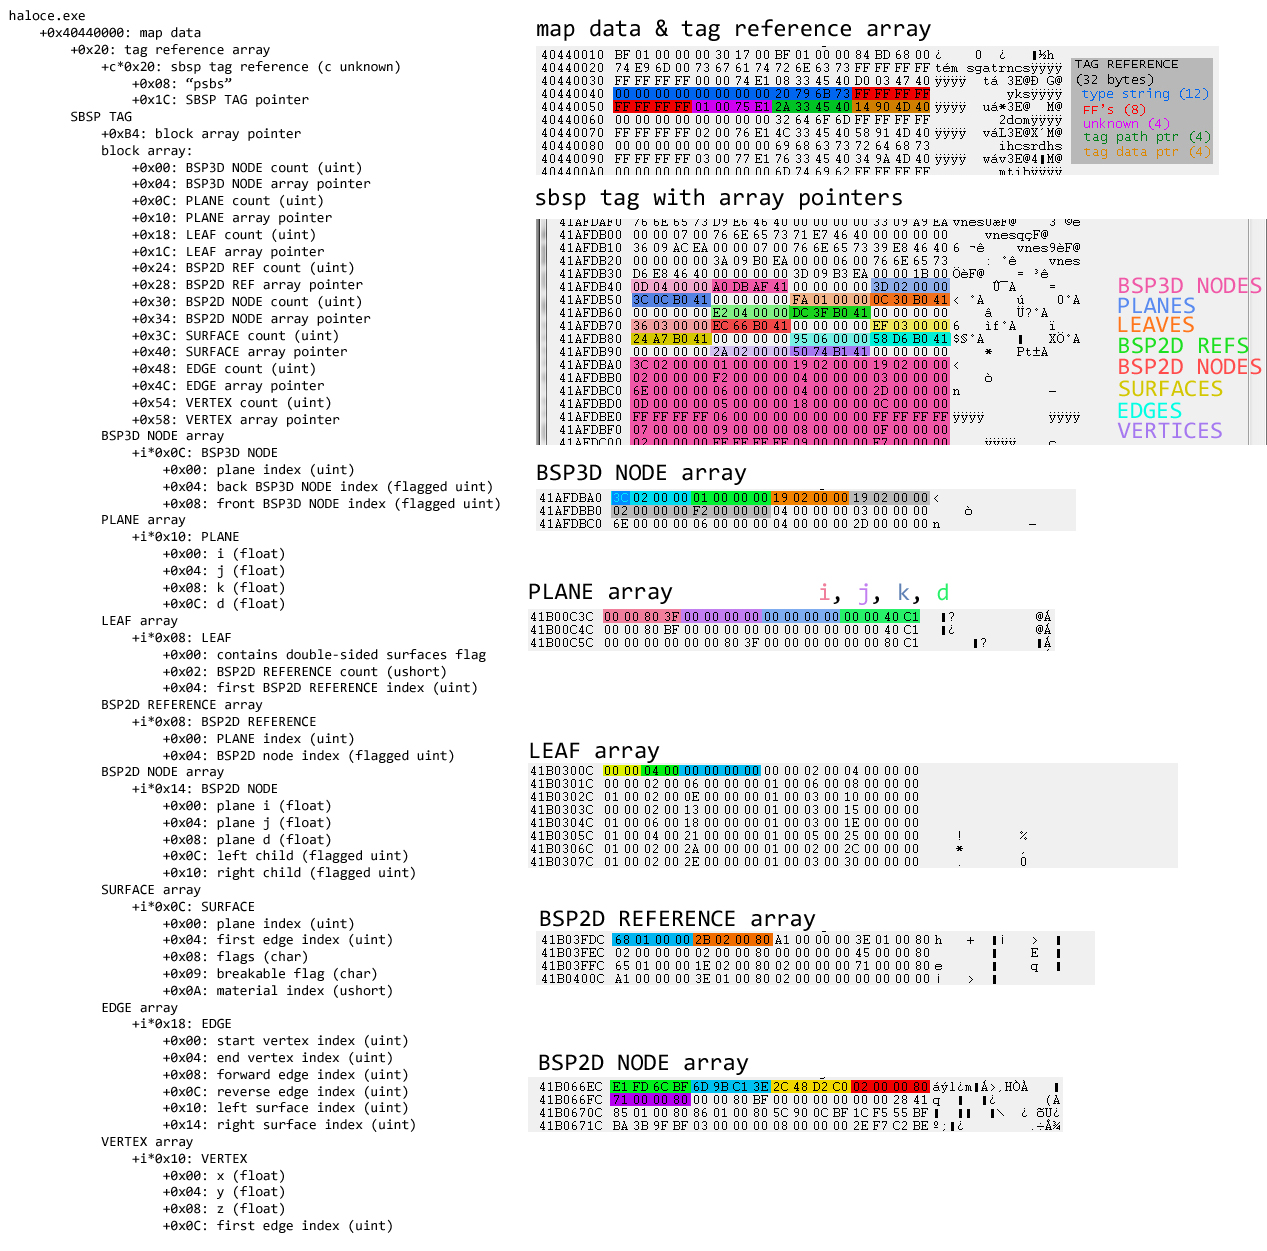 haloce.exe
+0x40440000: map data
+0x20: tag reference array
+c*0x20: sbsp tag reference (c unknown)
+0x08: “psbs”
+0x1C: SBSP TAG pointer
SBSP TAG
+0xB4: block array pointer
block array:
+0x00: BSP3D NODE count (uint)
+0x04: BSP3D NODE array pointer
+0x0C: PLANE count (uint)
+0x10: PLANE array pointer
+0x18: LEAF count (uint)
+0x1C: LEAF array pointer
+0x24: BSP2D REF count (uint)
+0x28: BSP2D REF array pointer
+0x30: BSP2D NODE count (uint)
+0x34: BSP2D NODE array pointer
+0x3C: SURFACE count (uint)
+0x40: SURFACE array pointer
+0x48: EDGE count (uint)
+0x4C: EDGE array pointer
+0x54: VERTEX count (uint)
+0x58: VERTEX array pointer
BSP3D NODE array
+i*0x0C: BSP3D NODE
+0x00: plane index (uint)
+0x04: back BSP3D NODE index (flagged uint)
+0x08: front BSP3D NODE index (flagged uint)
PLANE array
+i*0x10: PLANE
+0x00: i (float)
+0x04: j (float)
+0x08: k (float)
+0x0C: d (float)
LEAF array
+i*0x08: LEAF
+0x00: contains double-sided surfaces flag
+0x02: BSP2D REFERENCE count (ushort)
+0x04: first BSP2D REFERENCE index (uint)
BSP2D REFERENCE array
+i*0x08: BSP2D REFERENCE
+0x00: PLANE index (uint)
+0x04: BSP2D node index (flagged uint)
BSP2D NODE array
+i*0x14: BSP2D NODE
+0x00: plane i (float)
+0x04: plane j (float)
+0x08: plane d (float)
+0x0C: left child (flagged uint)
+0x10: right child (flagged uint)
SURFACE array
+i*0x0C: SURFACE
+0x00: plane index (uint)
+0x04: first edge index (uint)
+0x08: flags (char)
+0x09: breakable flag (char)
+0x0A: material index (ushort)
EDGE array
+i*0x18: EDGE
+0x00: start vertex index (uint)
+0x04: end vertex index (uint)
+0x08: forward edge index (uint)
+0x0C: reverse edge index (uint)
+0x10: left surface index (uint)
+0x14: right surface index (uint)
VERTEX array
+i*0x10: VERTEX
+0x00: x (float)
+0x04: y (float)
+0x08: z (float)
+0x0C: first edge index (uint)
map data & tag reference array
40440010 BF 01 00 00 00 30 17 00 BF 01 00 00 84 BD 68 00
40440020 74 E9 6D 00 73 67 61 74 72 6E 63 73 FF FF FF FF
40440030 FF FF FF FF 00 00 74 E1 08 33 45 40 D0 03 47 40
40440040 00 00 00 00 00 00 00 00 20 79 6B 73 FF FF FF FF
40440050 FF FF FF FF 01 00 75 E1 2A 33 45 40 14 90 4D 40
40440060 00 00 00 00 00 00 00 00 32 64 6F 6D FF FF FF FF
40440070 FF FF FF FF 02 00 76 E1 4C 33 45 40 58 91 4D 40
40440080 00 00 00 00 69 68 63 73 72 64 68 73
40440090 FF FF FF FF 03 00 77 E1 76 33 45 40 34 9A 4D 40
TAG REFERENCE
(32 bytes)
type string (12)
FF's (8)
unknown (4)
tag path ptr (4)
tag data ptr (4)
sbsp tag with array pointers
41AFDB00 00 00 07 00 76 6E 65 73 71 E7 46 40 00 00 00 00
41AFDB10 36 09 AC EA 00 00 07 00 76 6E 65 73 39 E8 46 40
41AFDB20 00 00 00 00 3A 09 B0 EA 00 00 06 00 76 6E 65 73
41AFDB30 D6 E8 46 40 00 00 00 00 3D 09 B3 EA 00 00 1B 00
41AFDB40 0D 04 00 00 A0 DB AF 41 00 00 00 00 3D 02 00 00
41AFDB50 3C 0C B0 41 00 00 00 00 FA 01 00 00 0C 30 B0 41
41AFDB60 00 00 00 00 E2 04 00 00 DC 3F B0 41 00 00 00 00
41AFDB70 36 03 00 00 EC 66 B0 41 00 00 00 00 EF 03 00 00
41AFDB80 24 A7 B0 41 00 00 00 00 95 06 00 00 58 D6 B0 41
41AFDB90 00 00 00 00 2A 02 00 00 50 74 B1 41 00 00 00 00
41AFDBA0 3C 02 00 00 01 00 00 00 19 02 00 00 19 02 00 00
41AFDBB0 02 00 00 00 F2 00 00 00 04 00 00 00 03 00 00 00
41AFDBC0 6E 00 00 00 06 00 00 00 04 00 00 00 2D 00 00 00
41AFDBD0 0D 00 00 00 05 00 00 00 18 00 00 00 0C 00 00 00
41AFDBE0 FF FF FF FF 06 00 00 00 00 00 00 00 FF FF FF FF
41AFDBF0 07 00 00 00 09 00 00 00 08 00 00 00 0F 00 00 00
BSP3D NODES
PLANES
LEAVES
BSP2D REFS
BSP2D NODES
SURFACES
EDGES
VERTICES
BSP3D NODE array
41AFDBA0 3C 02 00 00 01 00 00 00 19 02 00 00 19 02 00 00
41AFDBB0 02 00 00 00 F2 00 00 00 04 00 00 00 03 00 00 00
41AFDBC0 6E 00 00 00 06 00 00 00 04 00 00 00 2D 00 00 00
PLANE array i, j, k, d
41B00C3C 00 00 80 3F 00 00 00 00 00 00 00 00 00 00 40 C1
41B00C4C 00 00 80 BF 00 00 00 00 00 00 00 00 00 00 40 C1
41B00C5C 00 00 00 00 00 00 80 3F 00 00 00 00 00 00 80 C1
LEAF array
41B0300C 00 00 04 00 00 00 00 00 00 00 02 00 04 00 00 00
41B0301C 00 00 02 00 06 00 00 00 01 00 06 00 08 00 00 00
41B0302C 01 00 02 00 0E 00 00 00 01 00 03 00 10 00 00 00
41B0303C 00 00 02 00 13 00 00 00 01 00 03 00 15 00 00 00
41B0304C 01 00 06 00 18 00 00 00 01 00 03 00 1E 00 00 00
41B0305C 01 00 04 00 21 00 00 00 01 00 05 00 25 00 00 00
41B0306C 01 00 02 00 2A 00 00 00 01 00 02 00 2C 00 00 00
41B0307C 01 00 02 00 2E 00 00 00 01 00 03 00 30 00 00 00
BSP2D REFERENCE array
41B03FDC 68 01 00 00 2B 02 00 80 A1 00 00 00 3E 01 00 80
41B03FEC 02 00 00 00 02 00 00 80 00 00 00 00 45 00 00 80
41B03FFC 65 01 00 00 1E 02 00 80 02 00 00 00 71 00 00 80
41B0400C A1 00 00 00 3E 01 00 80 02 00 00 00 00 00 00 00
BSP2D NODE array
41B066EC E1 FD 6C BF 6D 9B C1 3E 2C 48 D2 C0 02 00 00 80
41B066FC 71 00 00 80 00 00 80 BF 00 00 00 00 00 00 28 41
41B0670C 85 01 00 80 86 01 00 80 5C 90 0C BF 1C F5 55 BF
41B0671C BA 3B 9F BF 03 00 00 00 08 00 00 00 2E F7 C2 BE